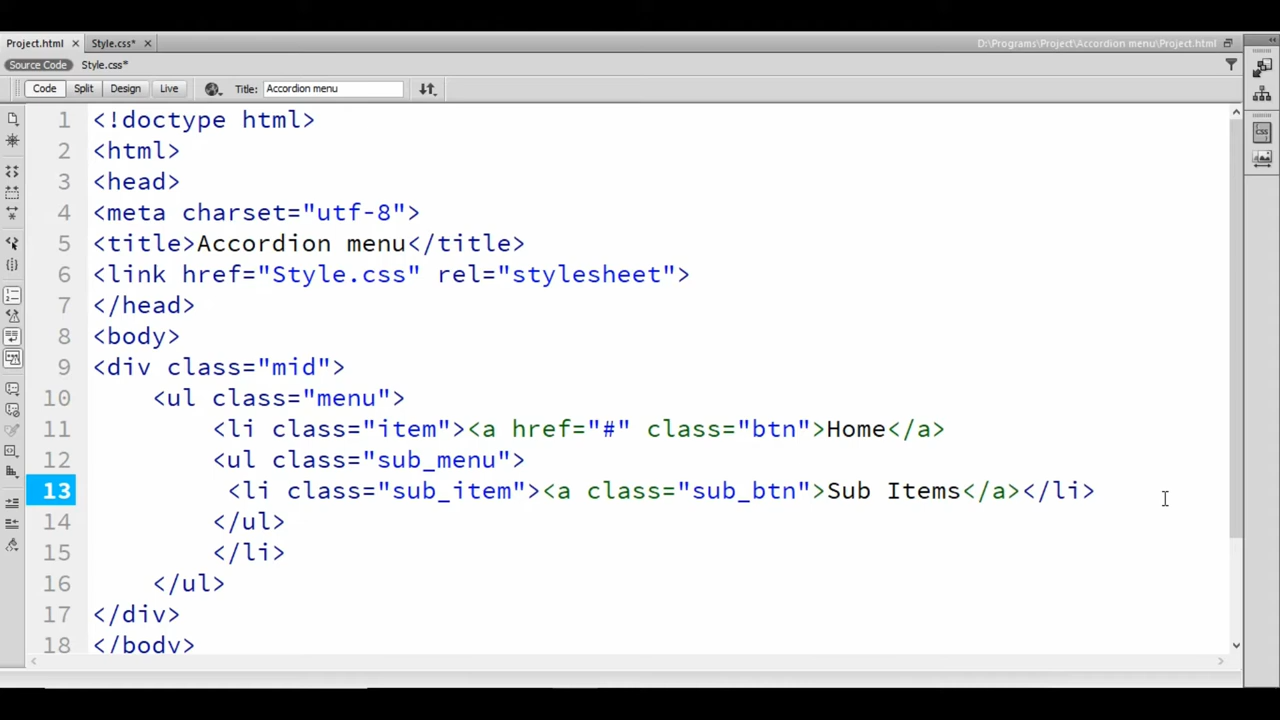 Project.html × Style.css* × D:\Programs\Project\Accordion menu\Project.html
Source Code Style.css*
Code Split Design Live Title: Accordion menu
1 <!doctype html>
2 <html>
3 <head>
4 <meta charset="utf-8">
5 <title>Accordion menu</title>
6 <link href="Style.css" rel="stylesheet">
7 </head>
8 <body>
9 <div class="mid">
10 <ul class="menu">
11 <li class="item"><a href="#" class="btn">Home</a>
12 <ul class="sub_menu">
13 <li class="sub_item"><a class="sub_btn">Sub Items</a></li>
14 </ul>
15 </li>
16 </ul>
17 </div>
18 </body>
CSS